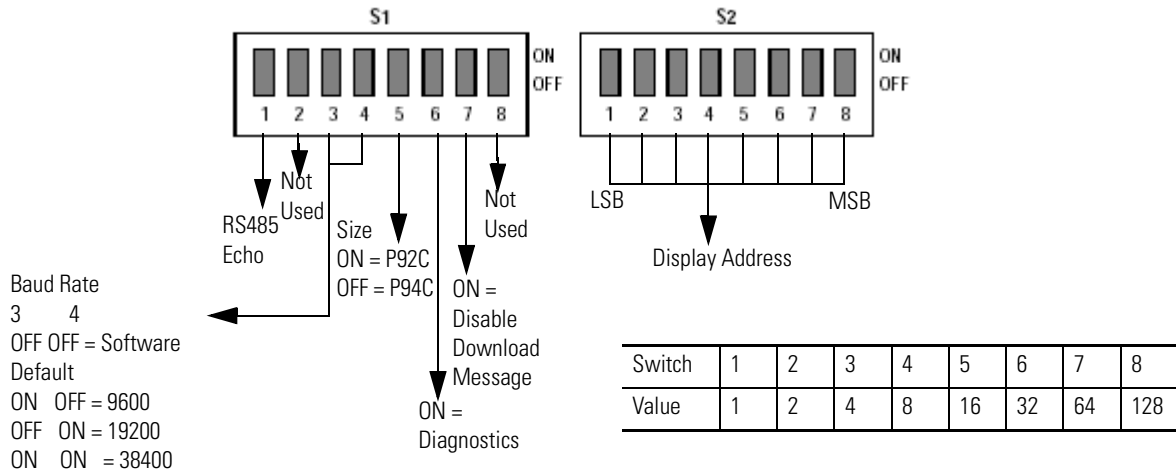 S1
ON
OFF
1 2 3 4 5 6 7 8
RS485
Echo
Not
Used
Baud Rate
3 4
OFF OFF = Software
Default
ON OFF = 9600
OFF ON = 19200
ON ON = 38400
Size
ON = P92C
OFF = P94C
ON =
Diagnostics
ON =
Disable
Download
Message
Not
Used
S2
ON
OFF
1 2 3 4 5 6 7 8
LSB
MSB
Display Address
Switch 1 2 3 4 5 6 7 8
Value 1 2 4 8 16 32 64 128